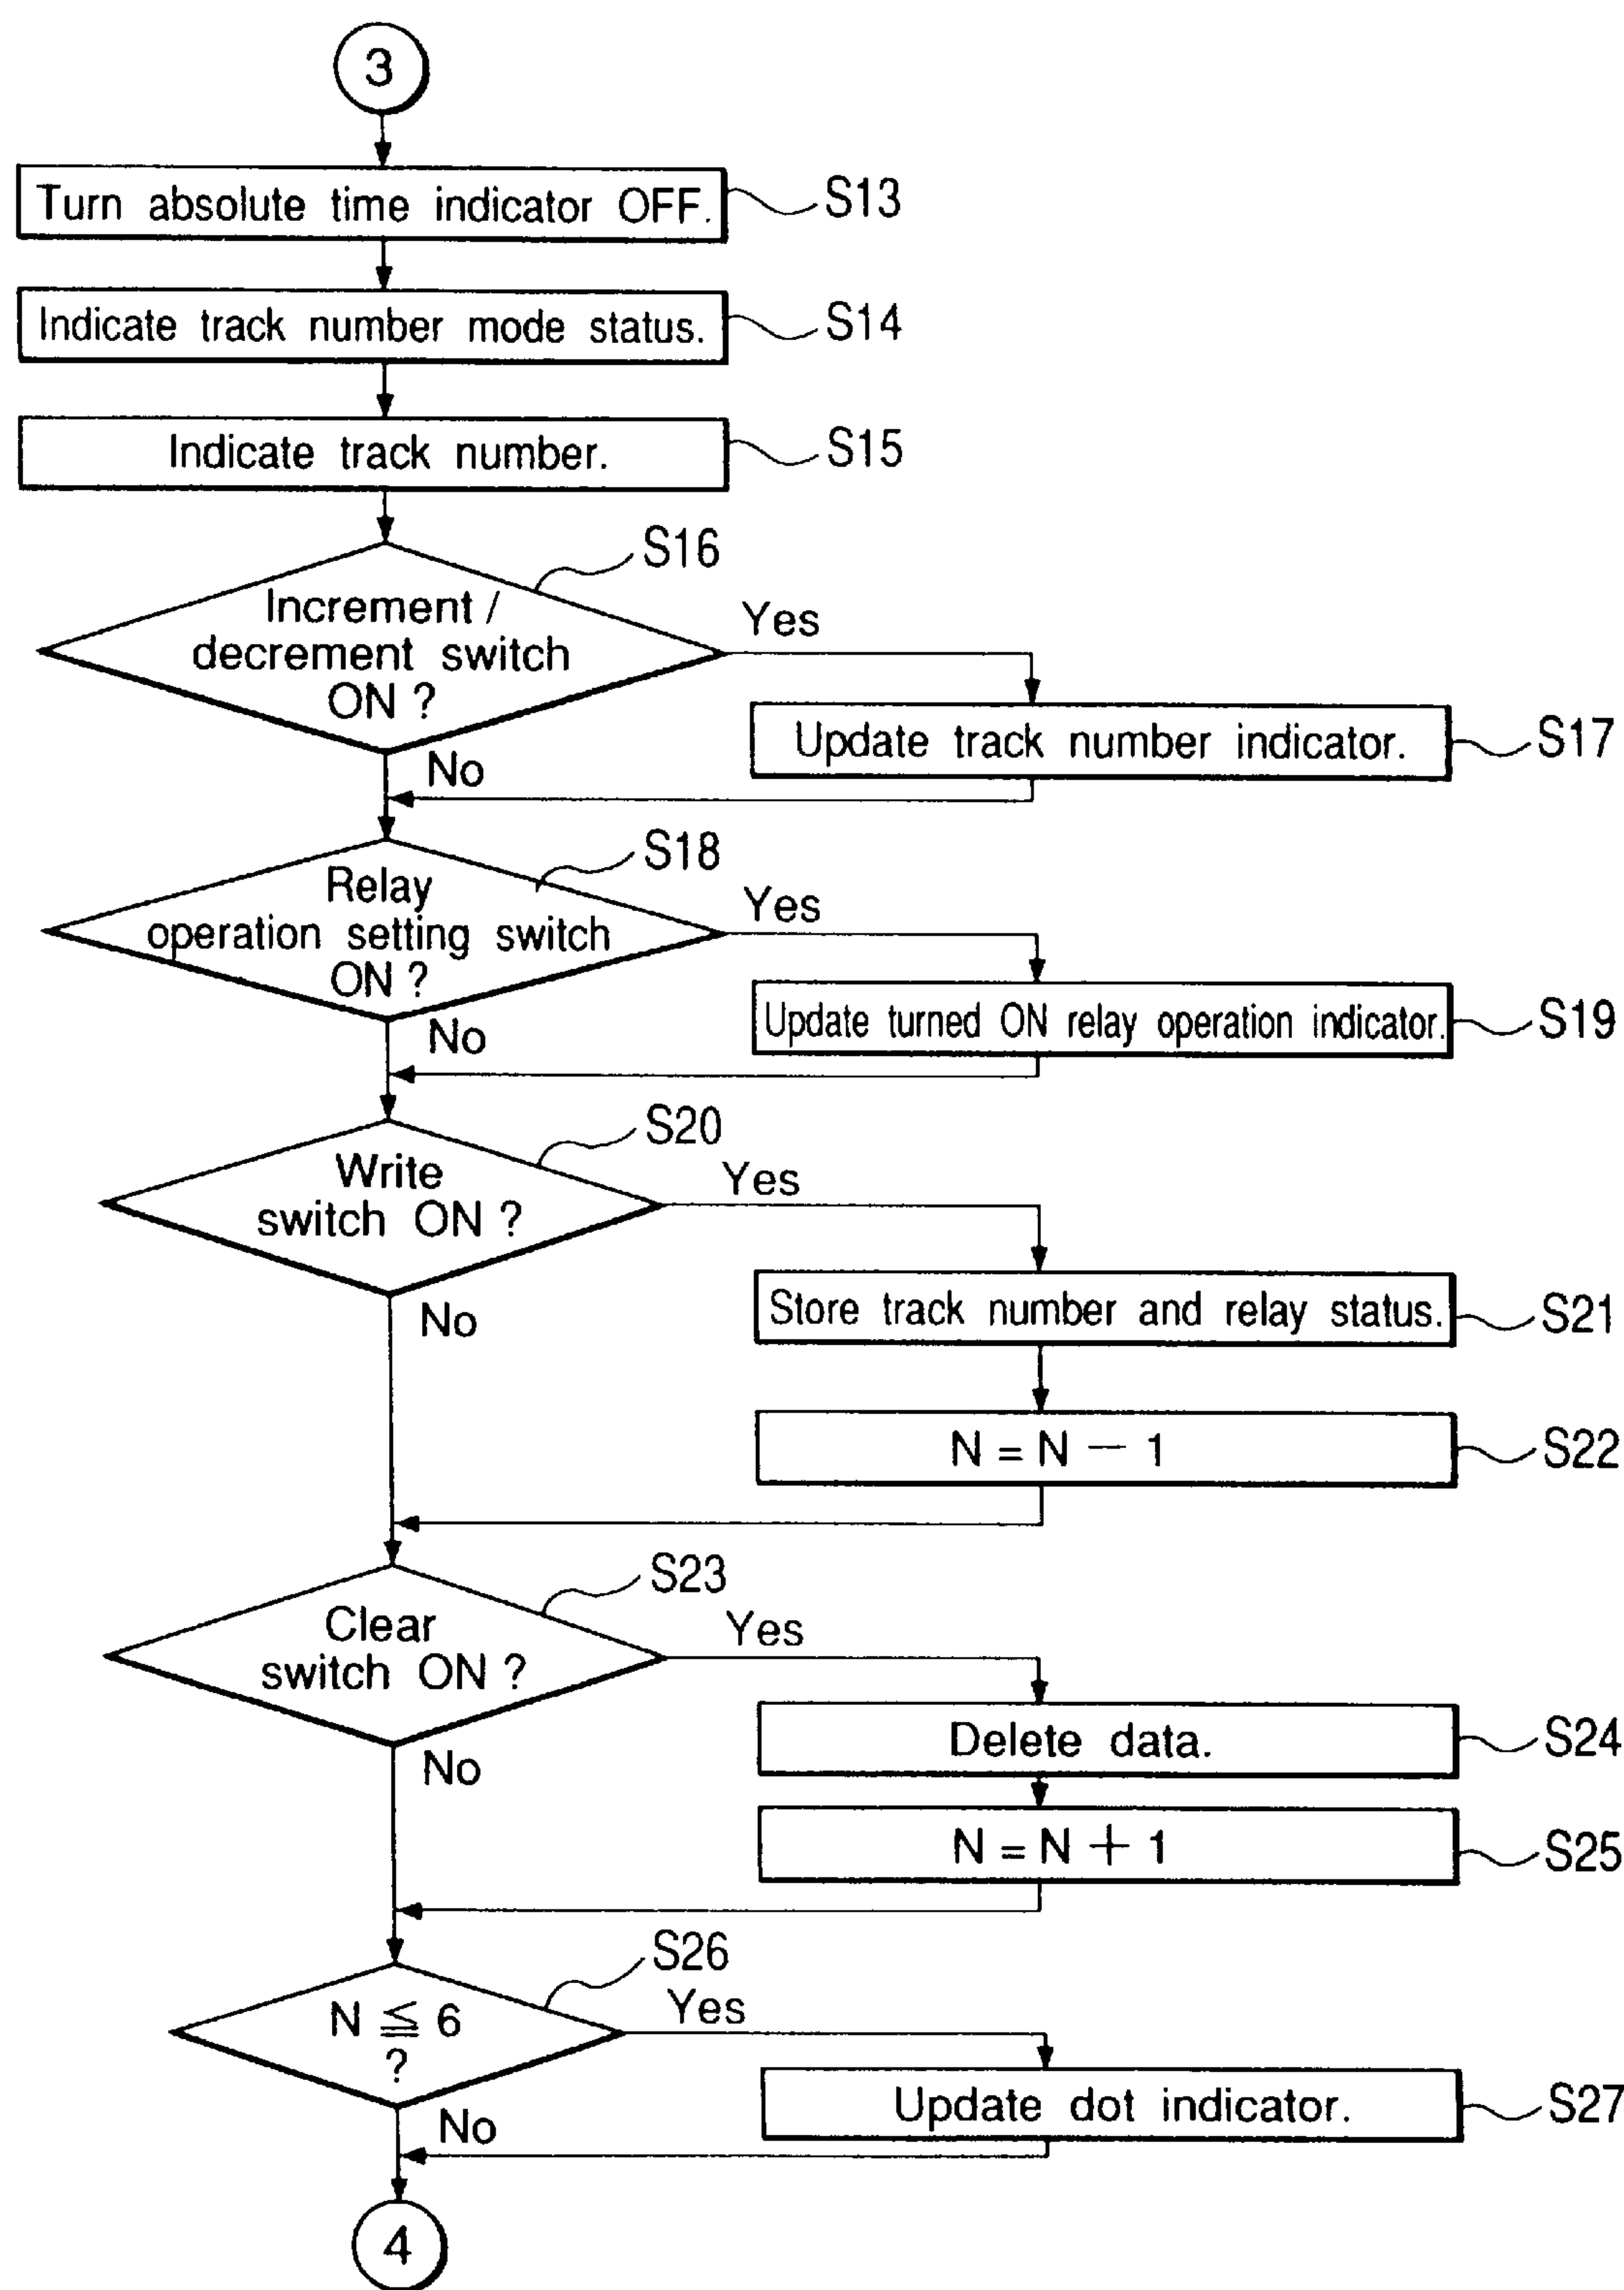 3
Turn absolute time indicator OFF.
S13
Indicate track number mode status.
S14
Indicate track number.
S15
S16
Increment /
decrement switch
ON ?
Yes
No
Update track number indicator.
S17
S18
Relay
operation setting switch
ON ?
Yes
No
Update turned ON relay operation indicator.
S19
S20
Write
switch ON ?
Yes
No
Store track number and relay status.
S21
N = N − 1
S22
S23
Clear
switch ON ?
Yes
No
Delete data.
S24
N = N + 1
S25
S26
N ≦ 6
?
Yes
No
Update dot indicator.
S27
4